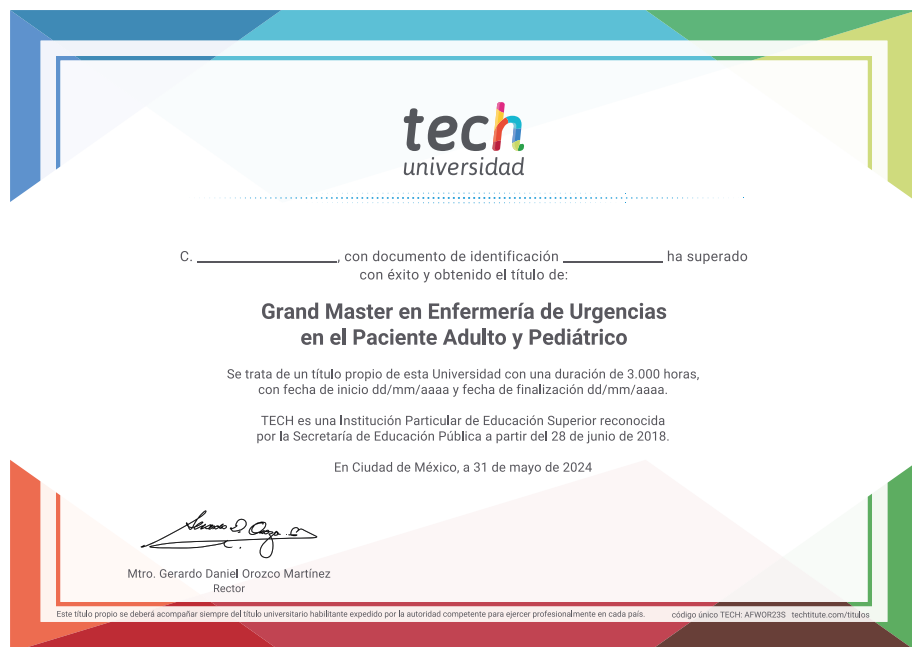 tech
universidad
C. ____________________, con documento de identificación ______________ ha superado
con éxito y obtenido el título de:
Grand Master en Enfermería de Urgencias
en el Paciente Adulto y Pediátrico
Se trata de un título propio de esta Universidad con una duración de 3.000 horas,
con fecha de inicio dd/mm/aaaa y fecha de finalización dd/mm/aaaa.
TECH es una Institución Particular de Educación Superior reconocida
por la Secretaría de Educación Pública a partir del 28 de junio de 2018.
En Ciudad de México, a 31 de mayo de 2024
Mtro. Gerardo Daniel Orozco Martínez
Rector
Este título propio se deberá acompañar siempre del título universitario habilitante expedido por la autoridad competente para ejercer profesionalmente en cada país. código único TECH: AFWOR23S techtitute.com/titulos